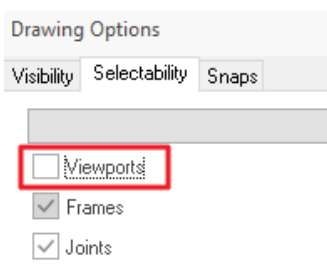 Drawing Options
Visibility Selectability Snaps
Viewports
Frames
Joints